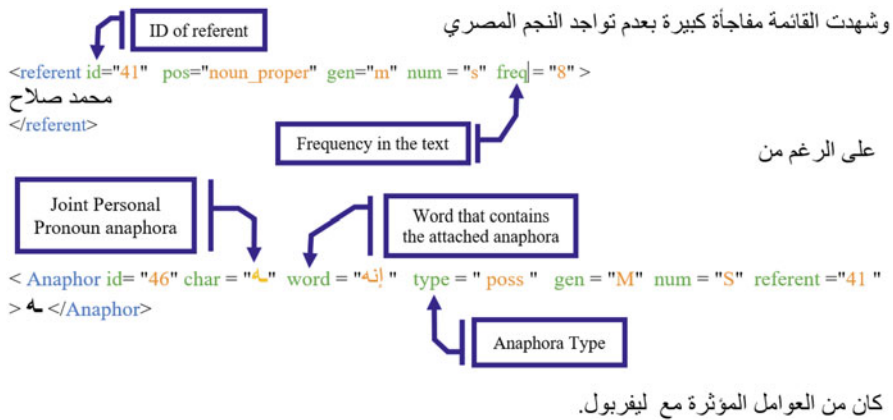 ID of referent
وشهدت القائمة مفاجأة كبيرة بعدم تواجد النجم المصري
<referent id="41" pos="noun_proper" gen="m" num = "s" freq = "8" >
محمد صلاح
</referent>
Frequency in the text
على الرغم من
Joint Personal
Pronoun anaphora
Word that contains
the attached anaphora
< Anaphor id= "46" char = "ـه" word = "إنه " type = " poss " gen = "M" num = "S" referent ="41 "
> ـه </Anaphor>
Anaphora Type
كان من العوامل المؤثرة مع ليفربول.